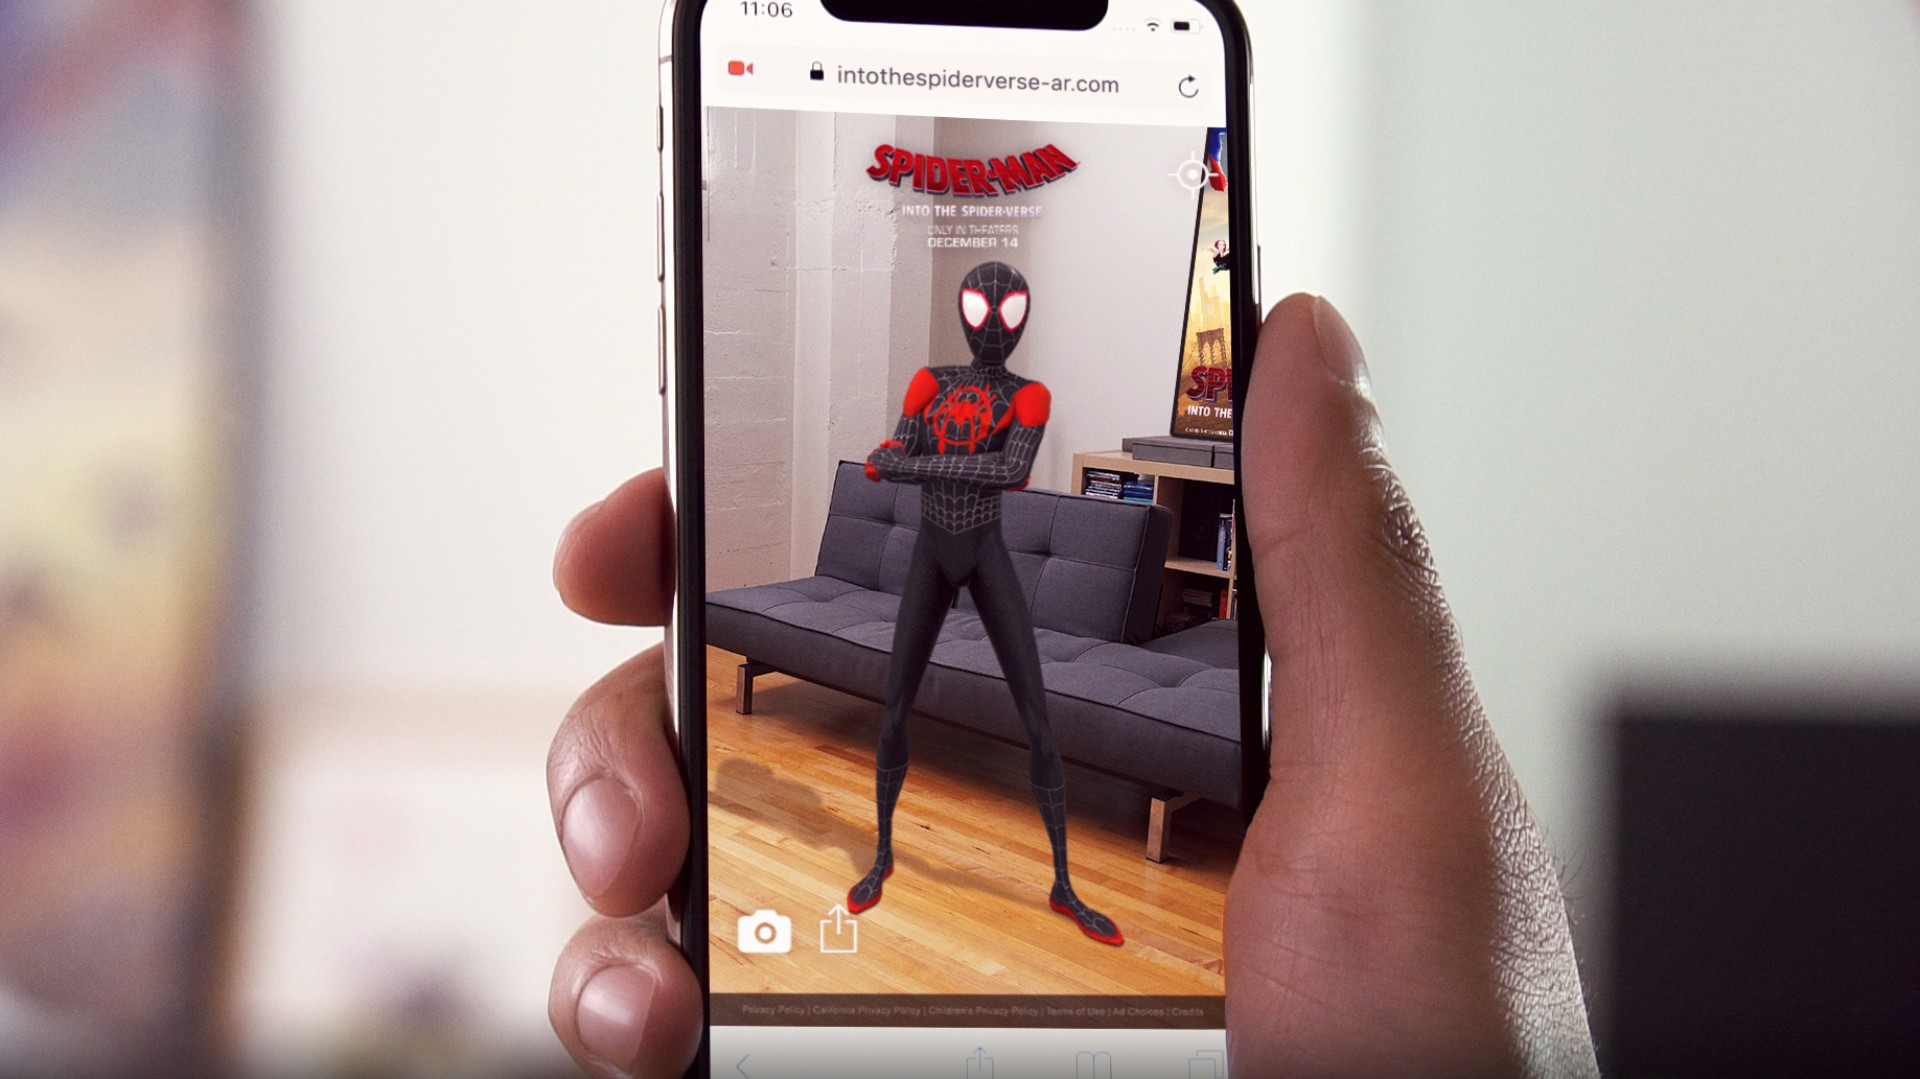 11:06
intothespiderverse-ar.com
SPIDER-MAN
INTO THE SPIDER-VERSE
ONLY IN THEATERS
DECEMBER 14
SP
INTO THE
Privacy Policy | California Privacy Policy | Children's Privacy Policy | Terms of Use | Ad Choices | Credits